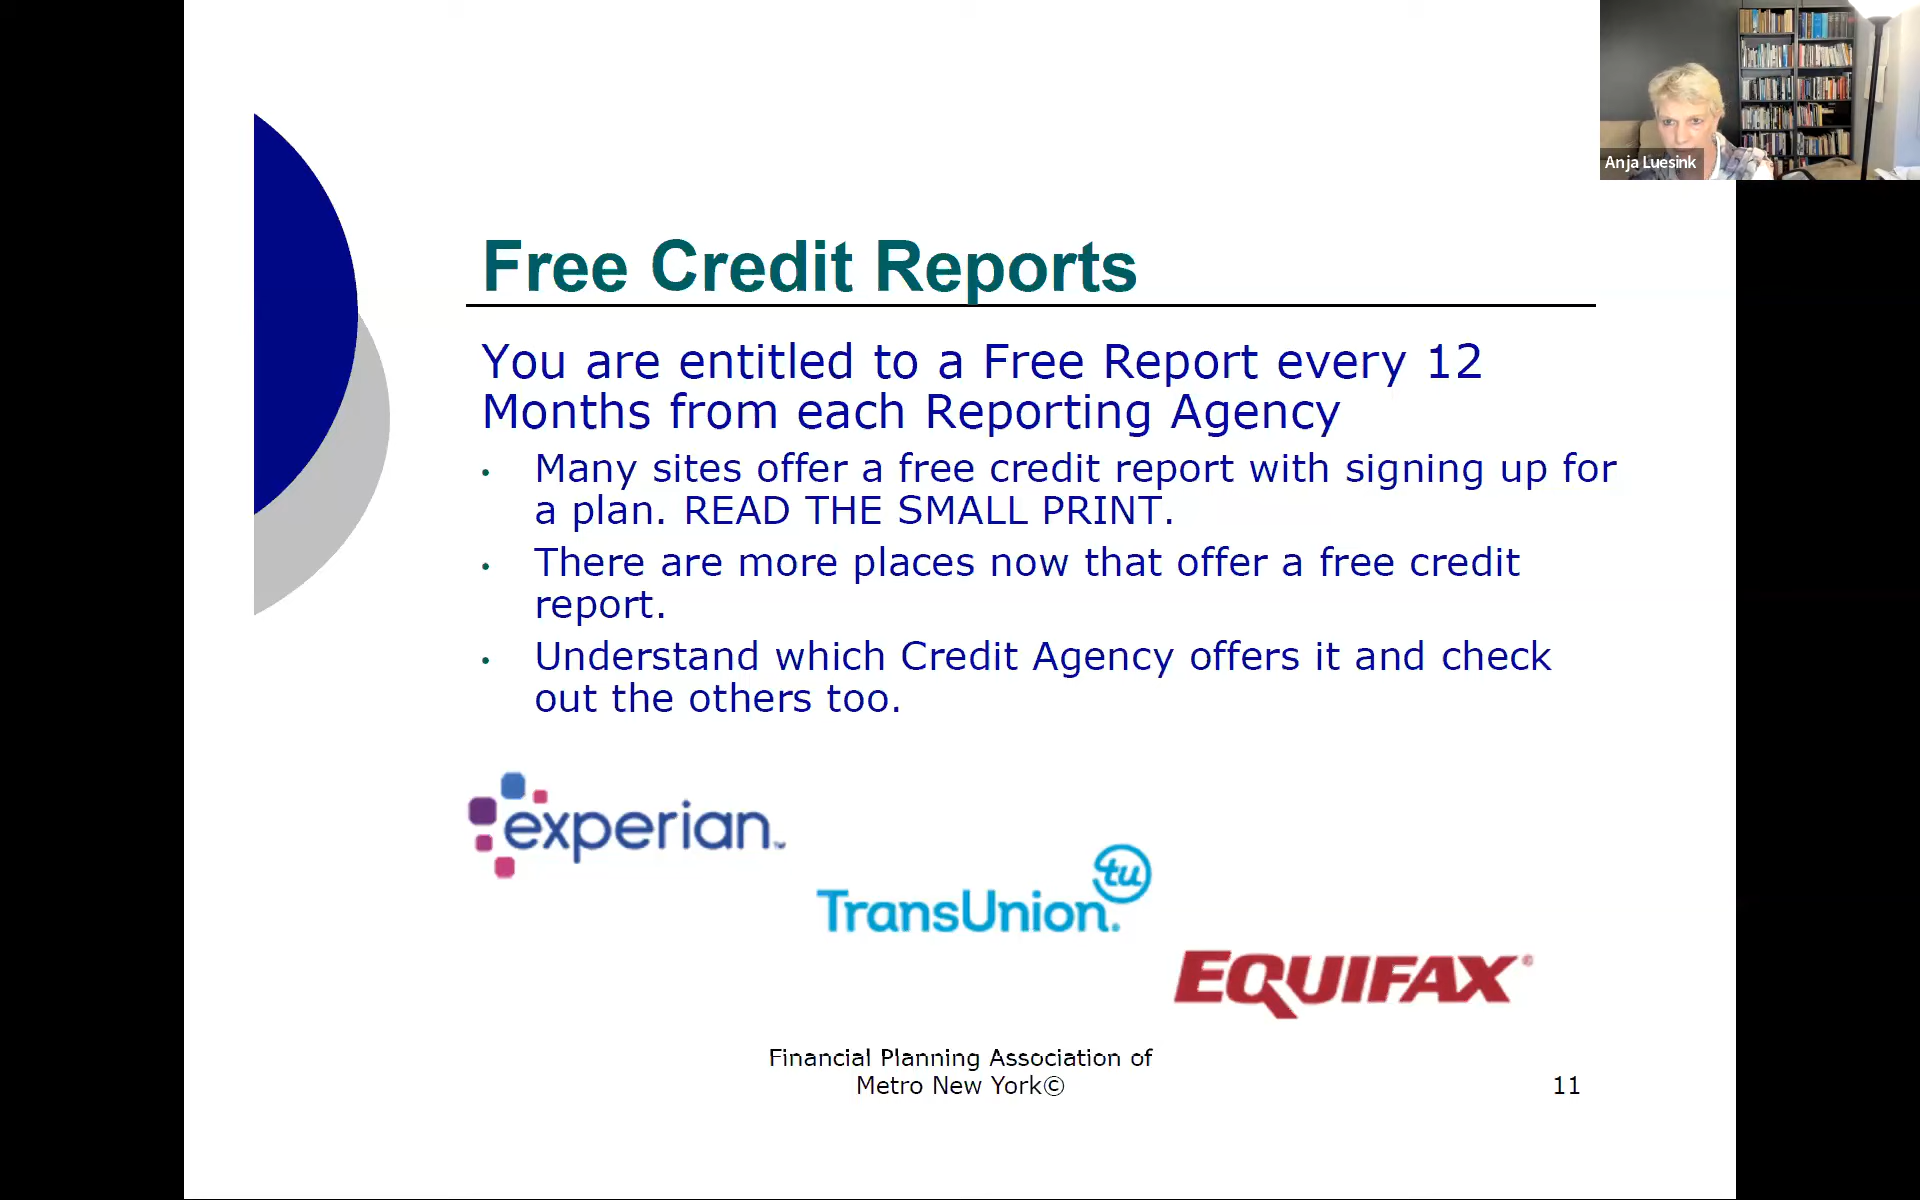 Anja Luesink
Free Credit Reports
You are entitled to a Free Report every 12
Months from each Reporting Agency
• Many sites offer a free credit report with signing up for
a plan. READ THE SMALL PRINT.
• There are more places now that offer a free credit
report.
• Understand which Credit Agency offers it and check
out the others too.
experian.™
tu
TransUnion.®
EQUIFAX®
Financial Planning Association of
Metro New York©
11